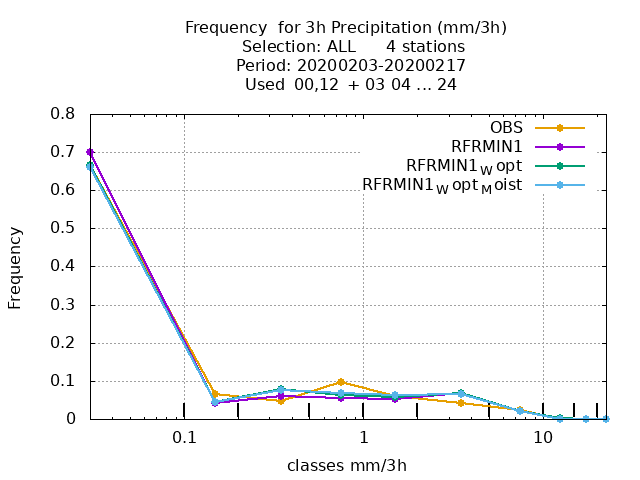 Frequency  for 3h Precipitation (mm/3h)
Selection: ALL      4 stations
Period: 20200203-20200217
Used  00,12  + 03 04 ... 24
OBS
RFRMIN1
RFRMIN1_W opt
RFRMIN1_W opt_M oist
0.8
0.7
0.6
0.5
0.4
0.3
0.2
0.1
0
Frequency
0.1 1 10
classes mm/3h